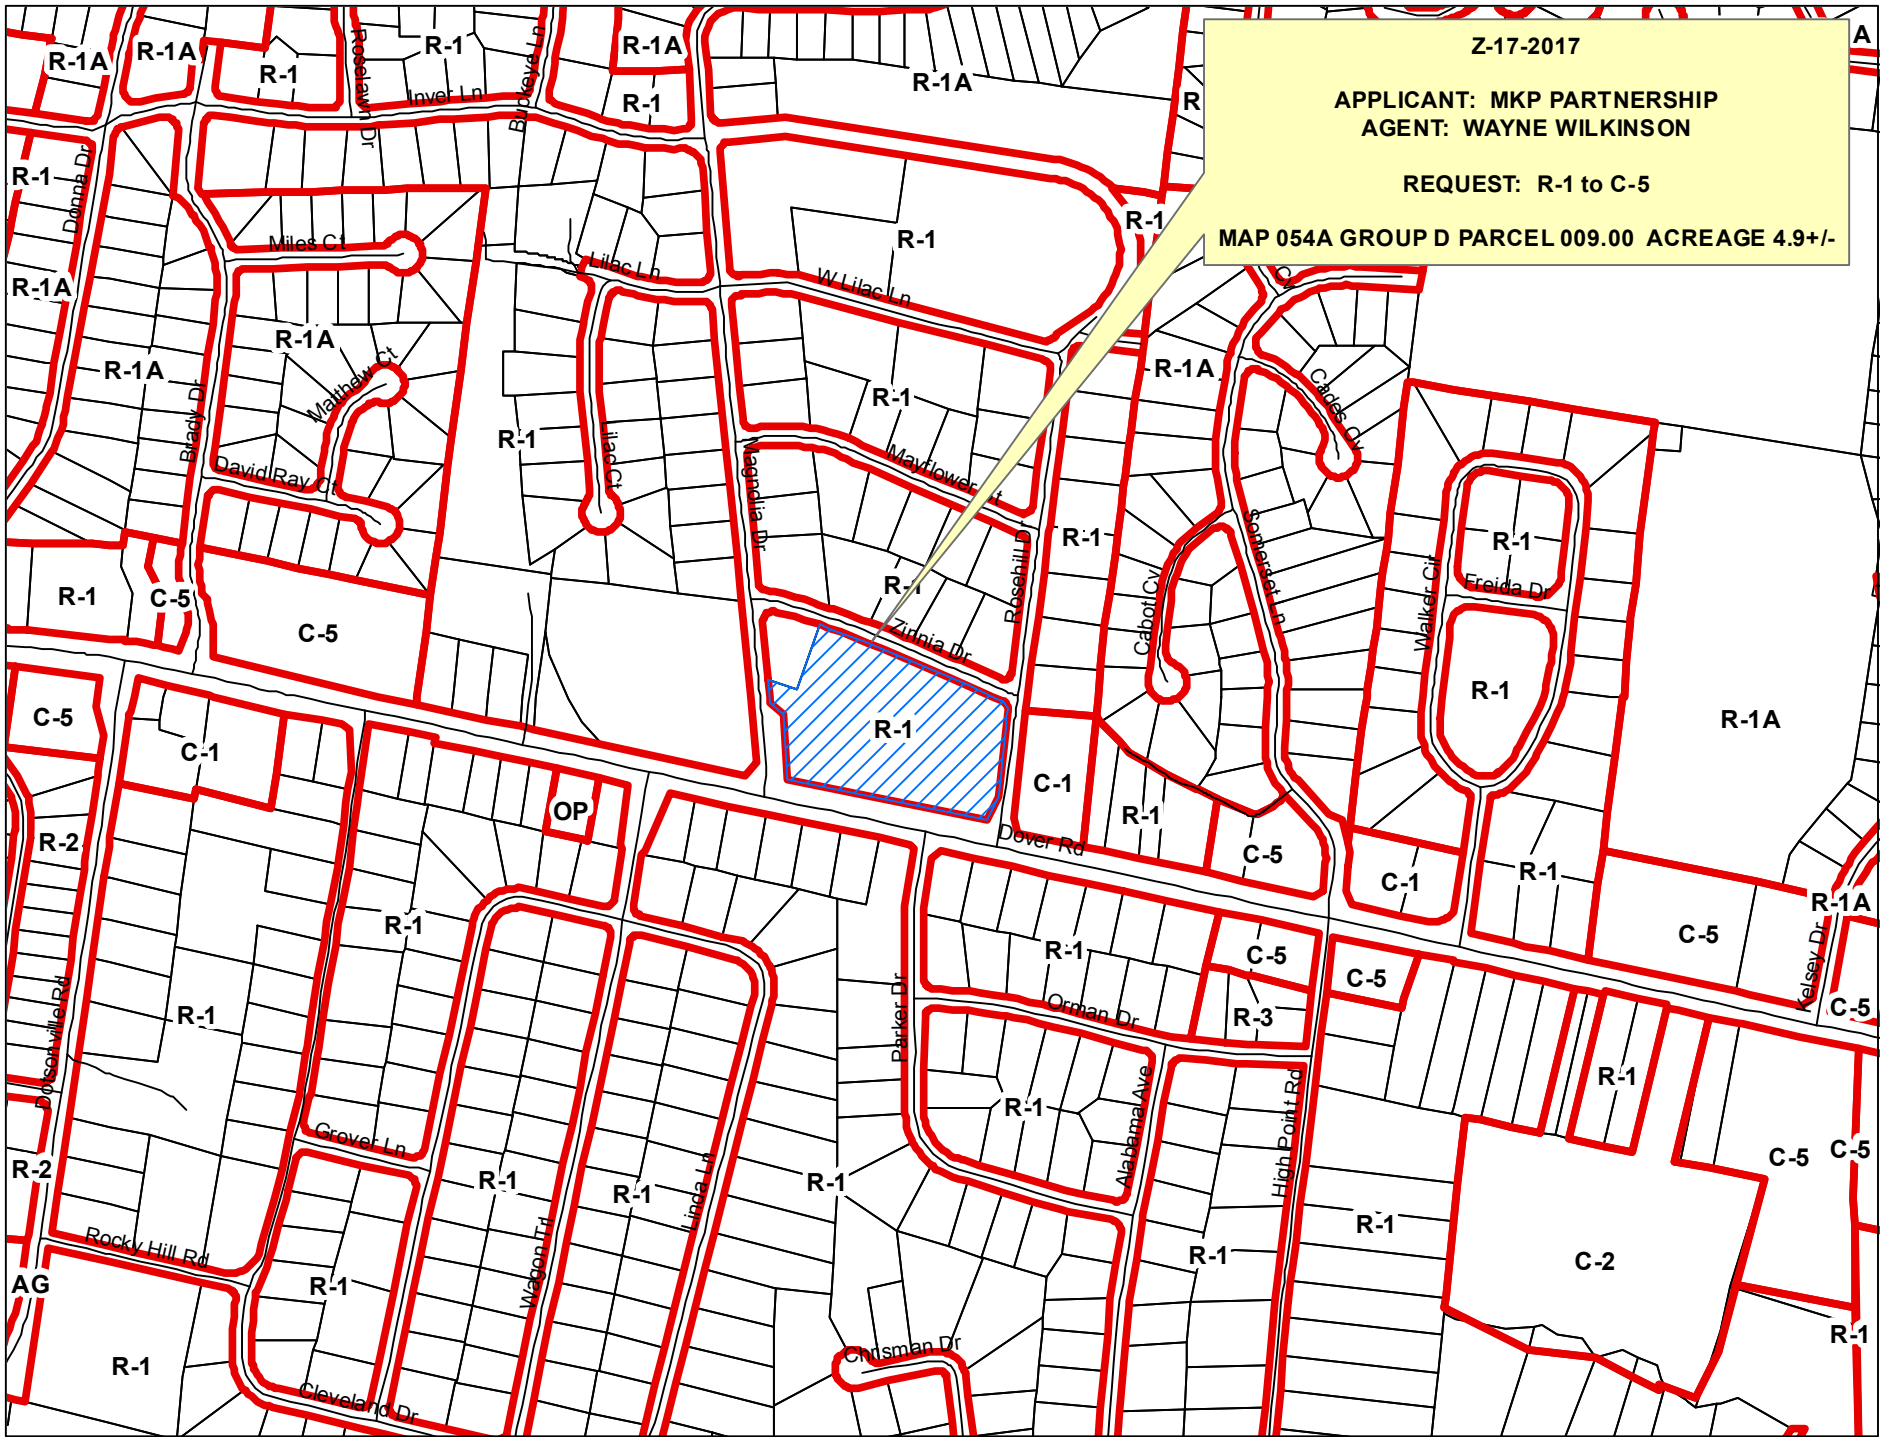 Z-17-2017
APPLICANT: MKP PARTNERSHIP
AGENT: WAYNE WILKINSON
REQUEST: R-1 to C-5
MAP 054A GROUP D PARCEL 009.00 ACREAGE 4.9+/-
R-1A
R-1A
R-1
R-1
R-1A
R-1
R-1A
R
A
Roselawn Dr
Buckeye Ln
Inver Ln
R-1
Donna Dr
R-1A
Miles Ct
Lilac Ln
W Lilac Ln
R-1
R-1
R-1A
R-1A
Brady Dr
Matthew Ct
David Ray Ct
R-1
Lilac Ct
Magnolia Dr
R-1
Mayflower Ct
R-1A
Cades Cv
R-1
Rosehill Dr
R-1
Zinnia Dr
Cabot Cv
Somerset Ln
Walker Cir
R-1
Freida Dr
R-1
R-1A
R-1
C-5
C-5
C-5
C-1
R-1
C-1
R-1
C-5
C-1
R-1
Dover Rd
OP
R-2
R-1
R-1
C-5
C-5
R-1A
C-5
C-5
Kelsey Dr
Dotsonville Rd
R-1
Parker Dr
Orman Dr
R-3
R-1
R-1
Alabama Ave
High Point Rd
Grover Ln
R-2
R-1
R-1
Linda Ln
R-1
R-1
R-1
C-5
C-5
Rocky Hill Rd
Wagon Trl
AG
R-1
R-1
C-2
R-1
Chrisman Dr
Cleveland Dr